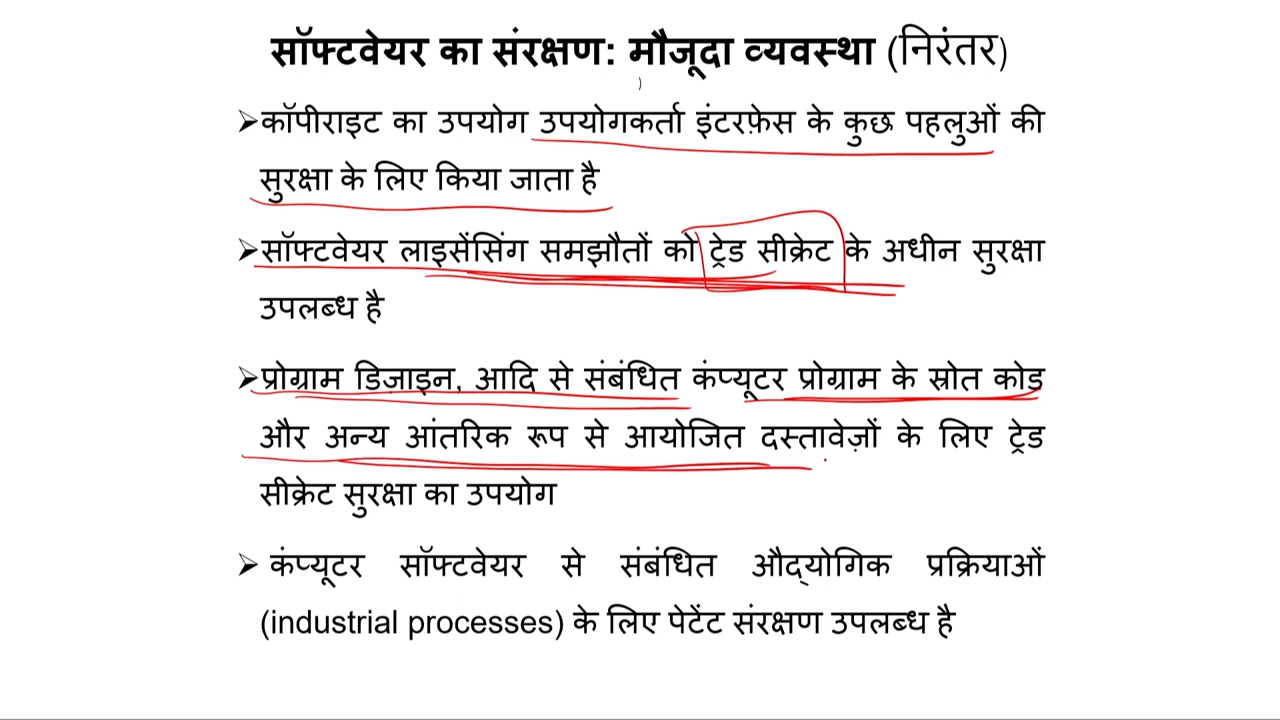 सॉफ्टवेयर का संरक्षण: मौजूदा व्यवस्था (निरंतर)
➢कॉपीराइट का उपयोग उपयोगकर्ता इंटरफ़ेस के कुछ पहलुओं की
सुरक्षा के लिए किया जाता है
➢सॉफ्टवेयर लाइसेंसिंग समझौतों को ट्रेड सीक्रेट के अधीन सुरक्षा
उपलब्ध है
➢प्रोग्राम डिज़ाइन, आदि से संबंधित कंप्यूटर प्रोग्राम के स्रोत कोड
और अन्य आंतरिक रूप से आयोजित दस्तावेज़ों के लिए ट्रेड
सीक्रेट सुरक्षा का उपयोग
➢ कंप्यूटर सॉफ्टवेयर से संबंधित औद्योगिक प्रक्रियाओं
(industrial processes) के लिए पेटेंट संरक्षण उपलब्ध है